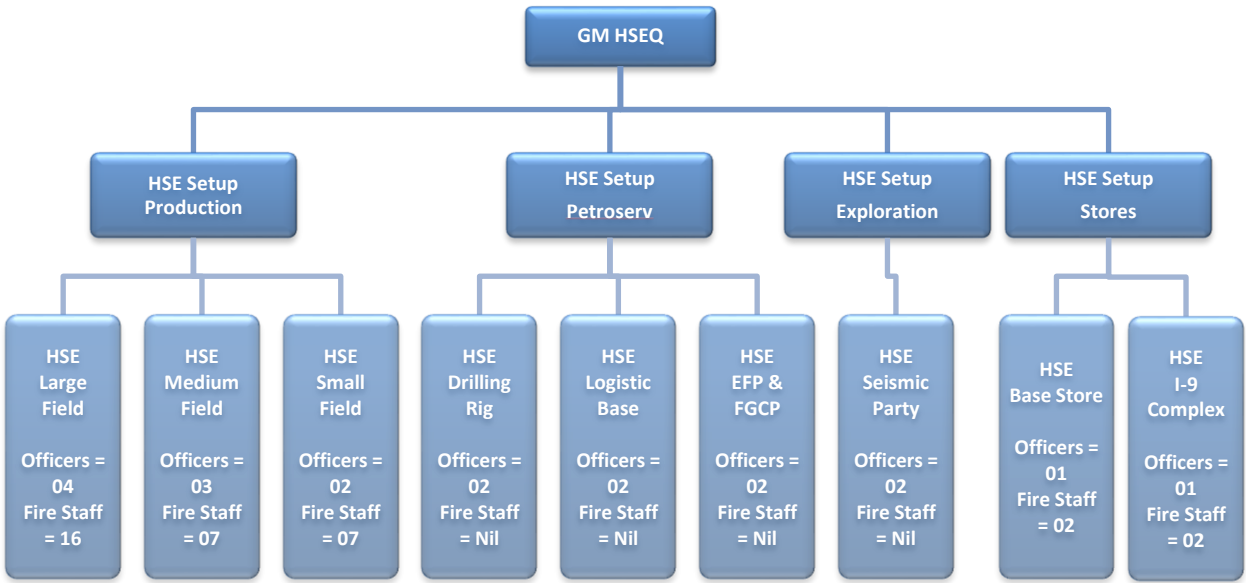 GM HSEQ
HSE Setup
Production
HSE Setup
Petroserv
HSE Setup
Exploration
HSE Setup
Stores
HSE
Large
Field
Officers =
04
Fire Staff
= 16
HSE
Medium
Field
Officers =
03
Fire Staff
= 07
HSE
Small
Field
Officers =
02
Fire Staff
= 07
HSE
Drilling
Rig
Officers =
02
Fire Staff
= Nil
HSE
Logistic
Base
Officers =
02
Fire Staff
= Nil
HSE
EFP &
FGCP
Officers =
02
Fire Staff
= Nil
HSE
Seismic
Party
Officers =
02
Fire Staff
= Nil
HSE
Base Store
Officers =
01
Fire Staff
= 02
HSE
I-9
Complex
Officers =
01
Fire Staff
= 02